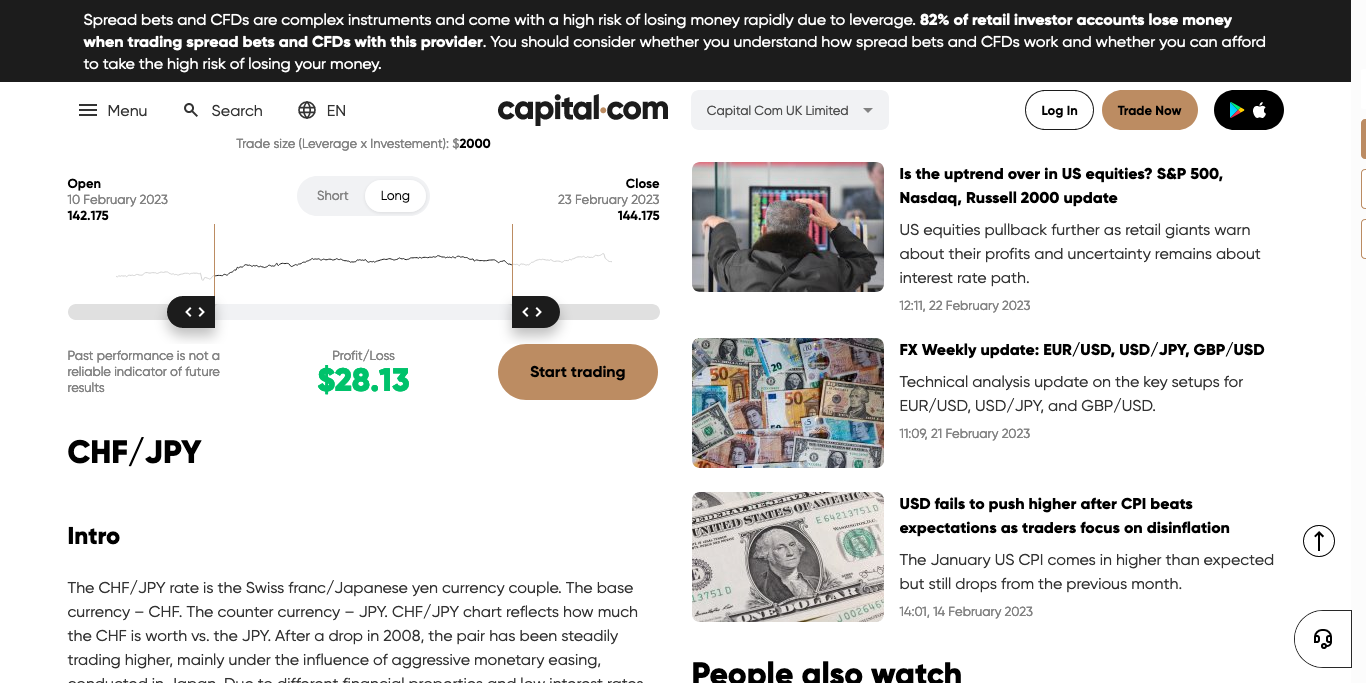 Spread bets and CFDs are complex instruments and come with a high risk of losing money rapidly due to leverage. 82% of retail investor accounts lose money
when trading spread bets and CFDs with this provider. You should consider whether you understand how spread bets and CFDs work and whether you can afford
to take the high risk of losing your money.
Menu
Search
EN
capital.com
Capital Com UK Limited
Log In
Trade Now
Trade size (Leverage x Investement): $2000
Open
10 February 2023
142.175
Short
Long
Close
23 February 2023
144.175
Past performance is not a
reliable indicator of future
results
Profit/Loss
$28.13
Start trading
CHF/JPY
Intro
The CHF/JPY rate is the Swiss franc/Japanese yen currency couple. The base
currency – CHF. The counter currency – JPY. CHF/JPY chart reflects how much
the CHF is worth vs. the JPY. After a drop in 2008, the pair has been steadily
trading higher, mainly under the influence of aggressive monetary easing,
conducted in Japan. Due to different financial properties and low interest rates
Is the uptrend over in US equities? S&P 500,
Nasdaq, Russell 2000 update
US equities pullback further as retail giants warn
about their profits and uncertainty remains about
interest rate path.
12:11, 22 February 2023
FX Weekly update: EUR/USD, USD/JPY, GBP/USD
Technical analysis update on the key setups for
EUR/USD, USD/JPY, and GBP/USD.
11:09, 21 February 2023
USD fails to push higher after CPI beats
expectations as traders focus on disinflation
The January US CPI comes in higher than expected
but still drops from the previous month.
14:01, 14 February 2023
People also watch